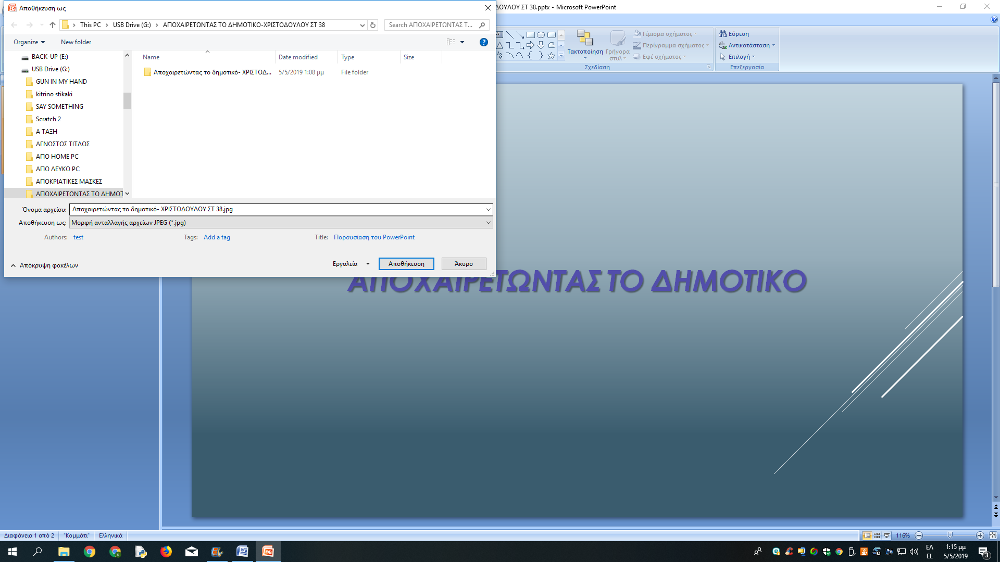 Αποθήκευση ως
ΔΟΥΛΟΥ ΣΤ 38.pptx - Microsoft PowerPoint
This PC
USB Drive (G:)
ΑΠΟΧΑΙΡΕΤΩΝΤΑΣ ΤΟ ΔΗΜΟΤΙΚΟ-ΧΡΙΣΤΟΔΟΥΛΟΥ ΣΤ 38
Search ΑΠΟΧΑΙΡΕΤΩΝΤΑΣ Τ...
Organize
New folder
Name
Date modified
Type
Size
Αποχαιρετώντας το δημοτικό- ΧΡΙΣΤΟΔ...
5/5/2019 1:08 μμ
File folder
BACK-UP (E:)
USB Drive (G:)
GUN IN MY HAND
kitrino stikaki
SAY SOMETHING
Scratch 2
Α ΤΑΞΗ
ΑΓΝΩΣΤΟΣ ΤΙΤΛΟΣ
ΑΠΟ HOME PC
ΑΠΟ ΛΕΥΚΟ PC
ΑΠΟΚΡΙΑΤΙΚΕΣ ΜΑΣΚΕΣ
ΑΠΟΧΑΙΡΕΤΩΝΤΑΣ ΤΟ ΔΗΜΟΤ
Όνομα αρχείου: Αποχαιρετώντας το δημοτικό- ΧΡΙΣΤΟΔΟΥΛΟΥ ΣΤ 38.jpg
Αποθήκευση ως: Μορφή ανταλλαγής αρχείων JPEG (*.jpg)
Authors: test
Tags: Add a tag
Title: Παρουσίαση του PowerPoint
Απόκρυψη φακέλων
Εργαλεία
Αποθήκευση
Άκυρο
Τακτοποίηση
Γρήγορα
στυλ
Γέμισμα σχήματος
Περίγραμμα σχήματος
Εφέ σχήματος
Σχεδίαση
Εύρεση
Αντικατάσταση
Επιλογή
Επεξεργασία
ΑΠΟΧΑΙΡΕΤΩΝΤΑΣ ΤΟ ΔΗΜΟΤΙΚΟ
Διαφάνεια 1 από 2
"Κομμάτι"
Ελληνικά
116%
ΕΛ
EL
1:15 μμ
5/5/2019
3